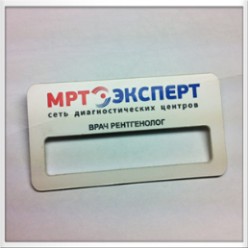 МРТ ЭКСПЕРТ
сеть диагностических центров
ВРАЧ РЕНТГЕНОЛОГ